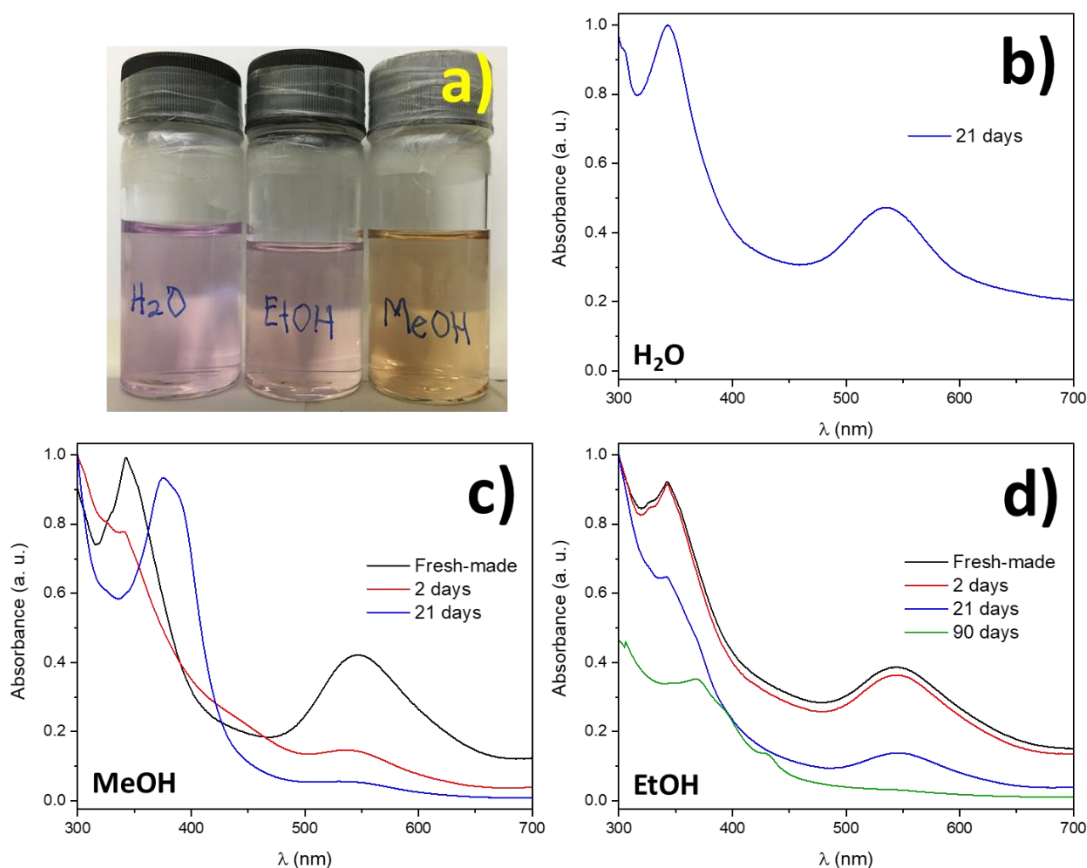 a)
H₂O
EtOH
MeOH
b)
21 days
Absorbance (a. u.)
1.0
0.8
0.6
0.4
0.2
0.0
H₂O
300
400
500
600
700
λ (nm)
c)
Fresh-made
2 days
21 days
Absorbance (a. u.)
1.0
0.8
0.6
0.4
0.2
0.0
MeOH
300
400
500
600
700
λ (nm)
d)
Fresh-made
2 days
21 days
90 days
Absorbance (a. u.)
1.0
0.8
0.6
0.4
0.2
0.0
EtOH
300
400
500
600
700
λ (nm)